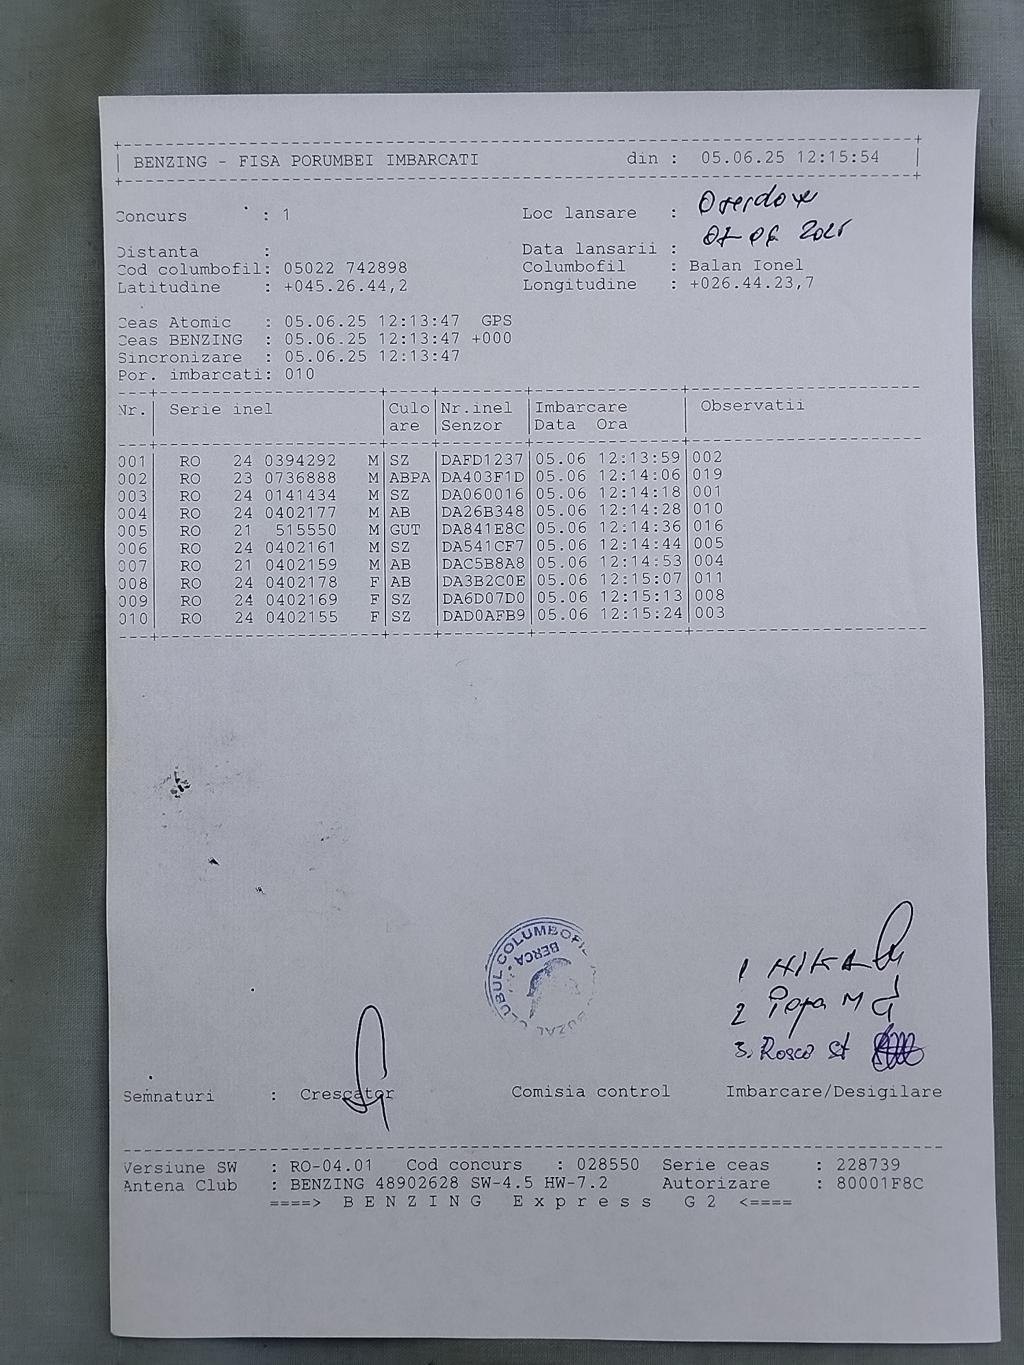 BENZING - FISA PORUMBEI IMBARCATI din : 05.06.25 12:15:54
Concurs : 1 Loc lansare :
Distanta : Data lansarii : 07 06 2025
Cod columbofil: 05022 742898 Columbofil : Balan Ionel
Latitudine : +045.26.44,2 Longitudine : +026.44.23,7
Ceas Atomic : 05.06.25 12:13:47 GPS
Ceas BENZING : 05.06.25 12:13:47 +000
Sincronizare : 05.06.25 12:13:47
Por. imbarcati: 010
Nr. Serie inel Culo Nr.inel Imbarcare Observatii
are Senzor Data Ora
001 RO 24 0394292 M SZ DAFD1237 05.06 12:13:59 002
002 RO 23 0736888 M ABPA DA403F1D 05.06 12:14:06 019
003 RO 24 0141434 M SZ DA060016 05.06 12:14:18 001
004 RO 24 0402177 M AB DA26B348 05.06 12:14:28 010
005 RO 21 515550 M GUT DA841E8C 05.06 12:14:36 016
006 RO 24 0402161 M SZ DA541CF7 05.06 12:14:44 005
007 RO 21 0402159 M AB DAC5B8A8 05.06 12:14:53 004
008 RO 24 0402178 F AB DA3B2C0E 05.06 12:15:07 011
009 RO 24 0402169 F SZ DA6D07D0 05.06 12:15:13 008
010 RO 24 0402155 F SZ DAD0AFB9 05.06 12:15:24 003
CLUBUL COLUMBOFIL
BERCA
1 NIKA
2 Popa M
3. Rosca St
Semnaturi : Crescator Comisia control Imbarcare/Desigilare
Versiune SW : RO-04.01 Cod concurs : 028550 Serie ceas : 228739
Antena Club : BENZING 48902628 SW-4.5 HW-7.2 Autorizare : 80001F8C
====> B E N Z I N G E x p r e s s G 2 <====